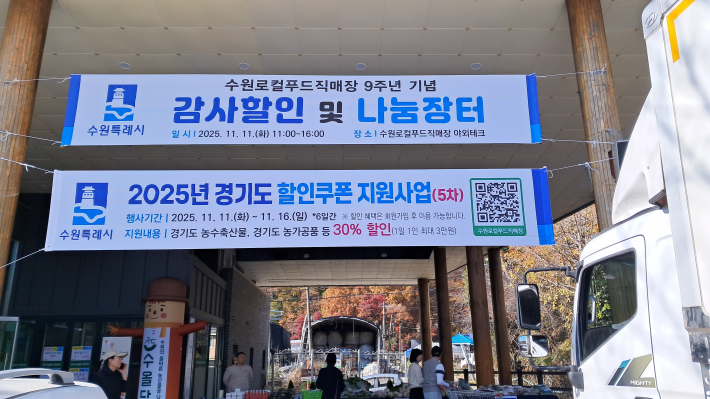 수원로컬푸드직매장 9주년 기념
감사할인 및 나눔장터
수원특례시
일 시 | 2025. 11. 11.(화) 11:00~16:00 장 소 | 수원로컬푸드직매장 야외테크
2025년 경기도 할인쿠폰 지원사업(5차)
행사기간 | 2025. 11. 11.(화) ~ 11. 16.(일) *6일간 ※ 할인 혜택은 회원가입 후 이용 가능합니다.
수원특례시
지원내용 | 경기도 농수축산물, 경기도 농가공품 등 30% 할인(1일 1인 최대 3만원)
수원로컬푸드직매장
수울단
MIGHTY